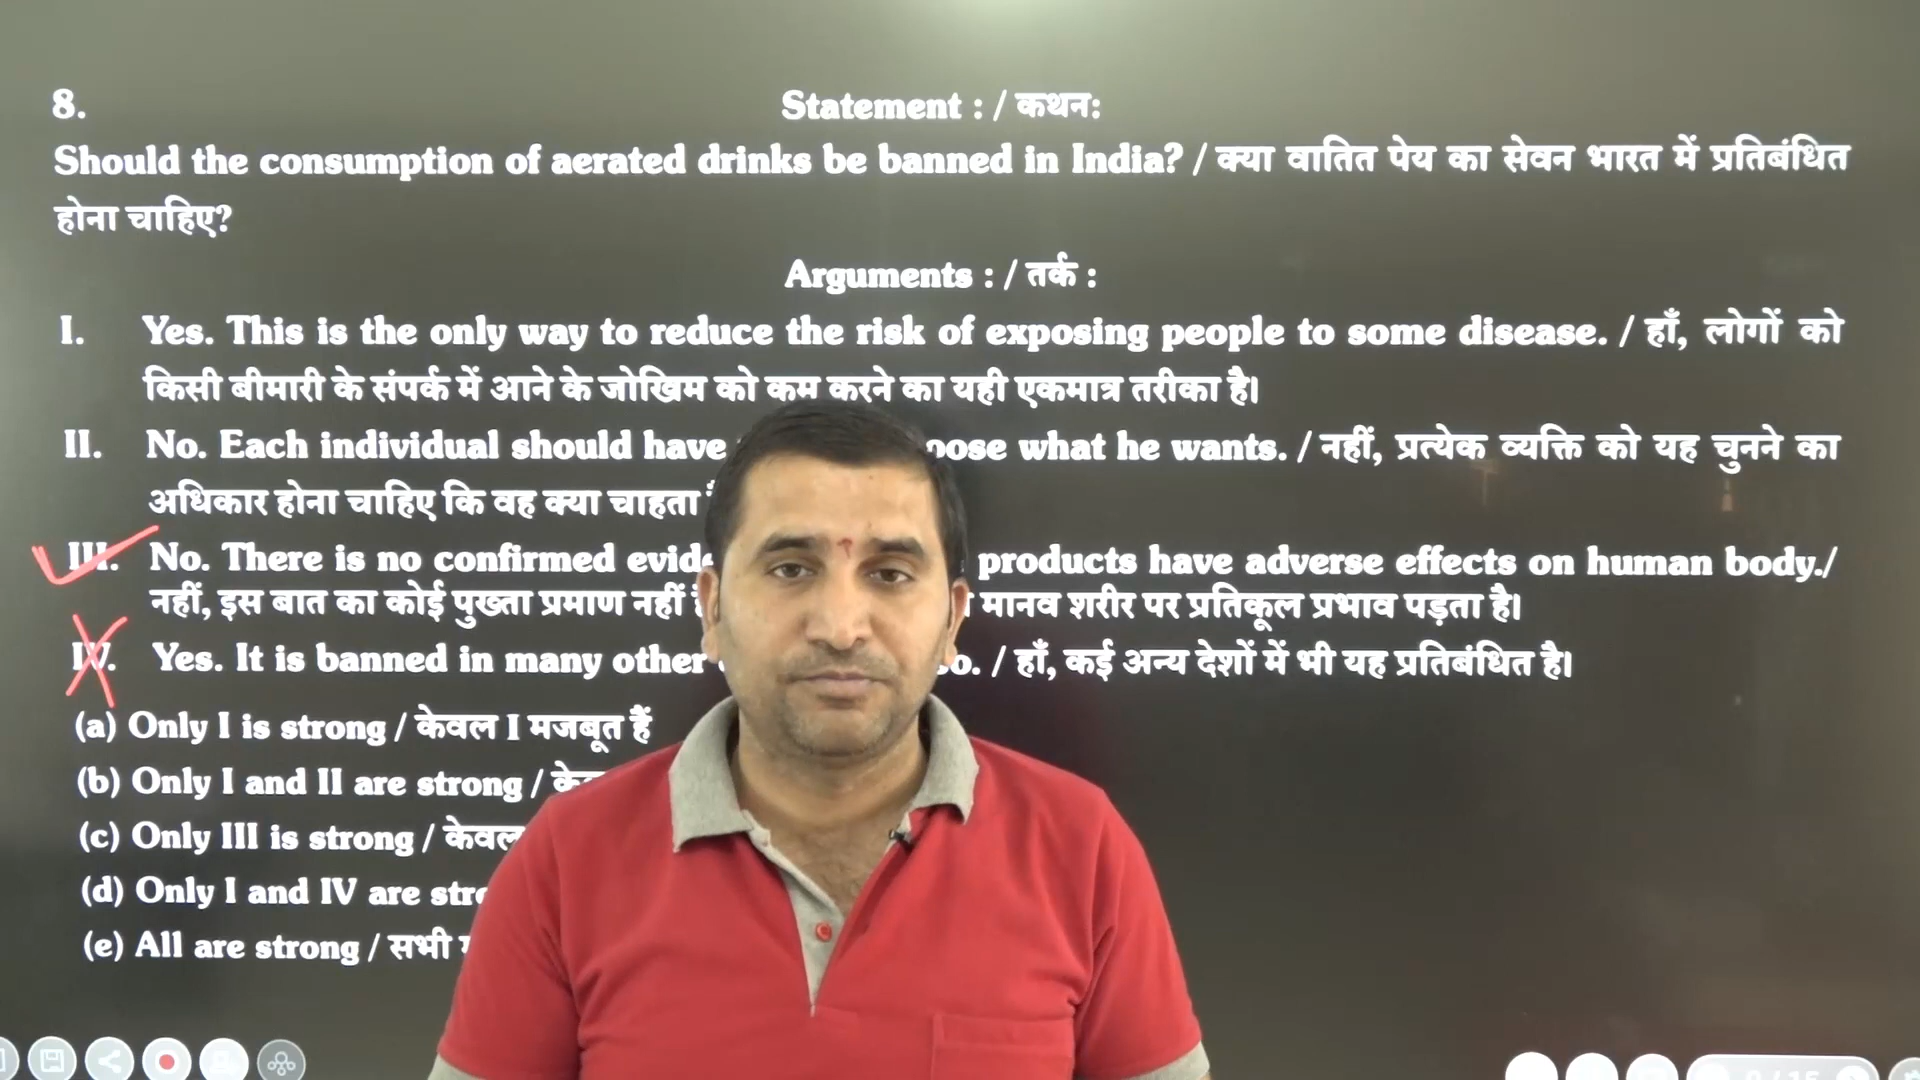 8.
Statement : / कथन:
Should the consumption of aerated drinks be banned in India? / क्या वातित पेय का सेवन भारत में प्रतिबंधित
होना चाहिए?
Arguments : / तर्क :
I. Yes. This is the only way to reduce the risk of exposing people to some disease. / हाँ, लोगों को
किसी बीमारी के संपर्क में आने के जोखिम को कम करने का यही एकमात्र तरीका है।
II. No. Each individual should have what he wants. / नहीं, प्रत्येक व्यक्ति को यह चुनने का
अधिकार होना चाहिए कि वह क्या चाहता
III. No. There is no confirmed products have adverse effects on human body./
नहीं, इस बात का कोई पुख्ता प्रमाण नहीं मानव शरीर पर प्रतिकूल प्रभाव पड़ता है।
IV. Yes. It is banned in many other / हाँ, कई अन्य देशों में भी यह प्रतिबंधित है।
(a) Only I is strong / केवल I मजबूत हैं
(b) Only I and II are strong /
(c) Only III is strong / केवल
(d) Only I and IV are
(e) All are strong / सभी